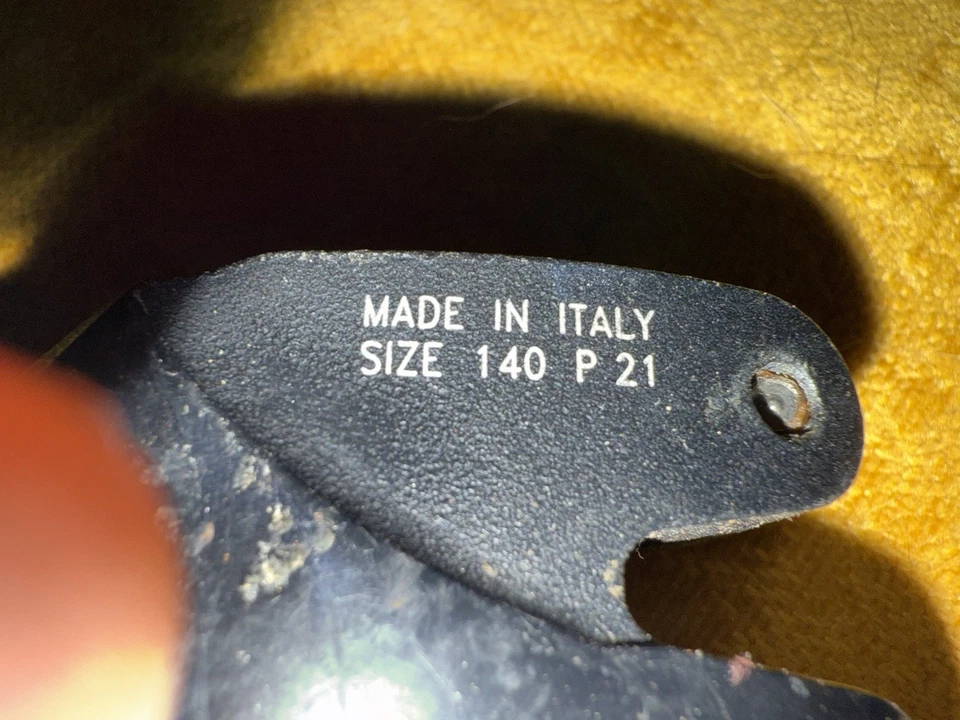 MADE IN ITALY
SIZE 140 P 21